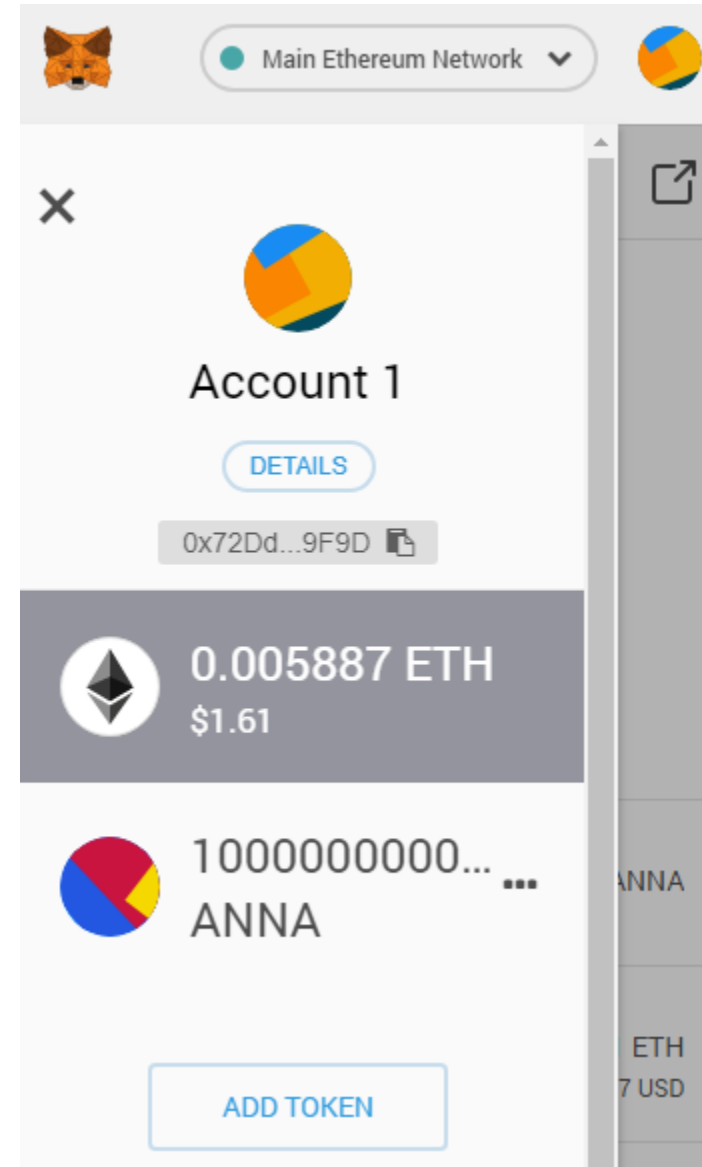 Main Ethereum Network
Account 1
DETAILS
0x72Dd...9F9D
0.005887 ETH
$1.61
1000000000...
ANNA
ANNA
ETH
7 USD
ADD TOKEN